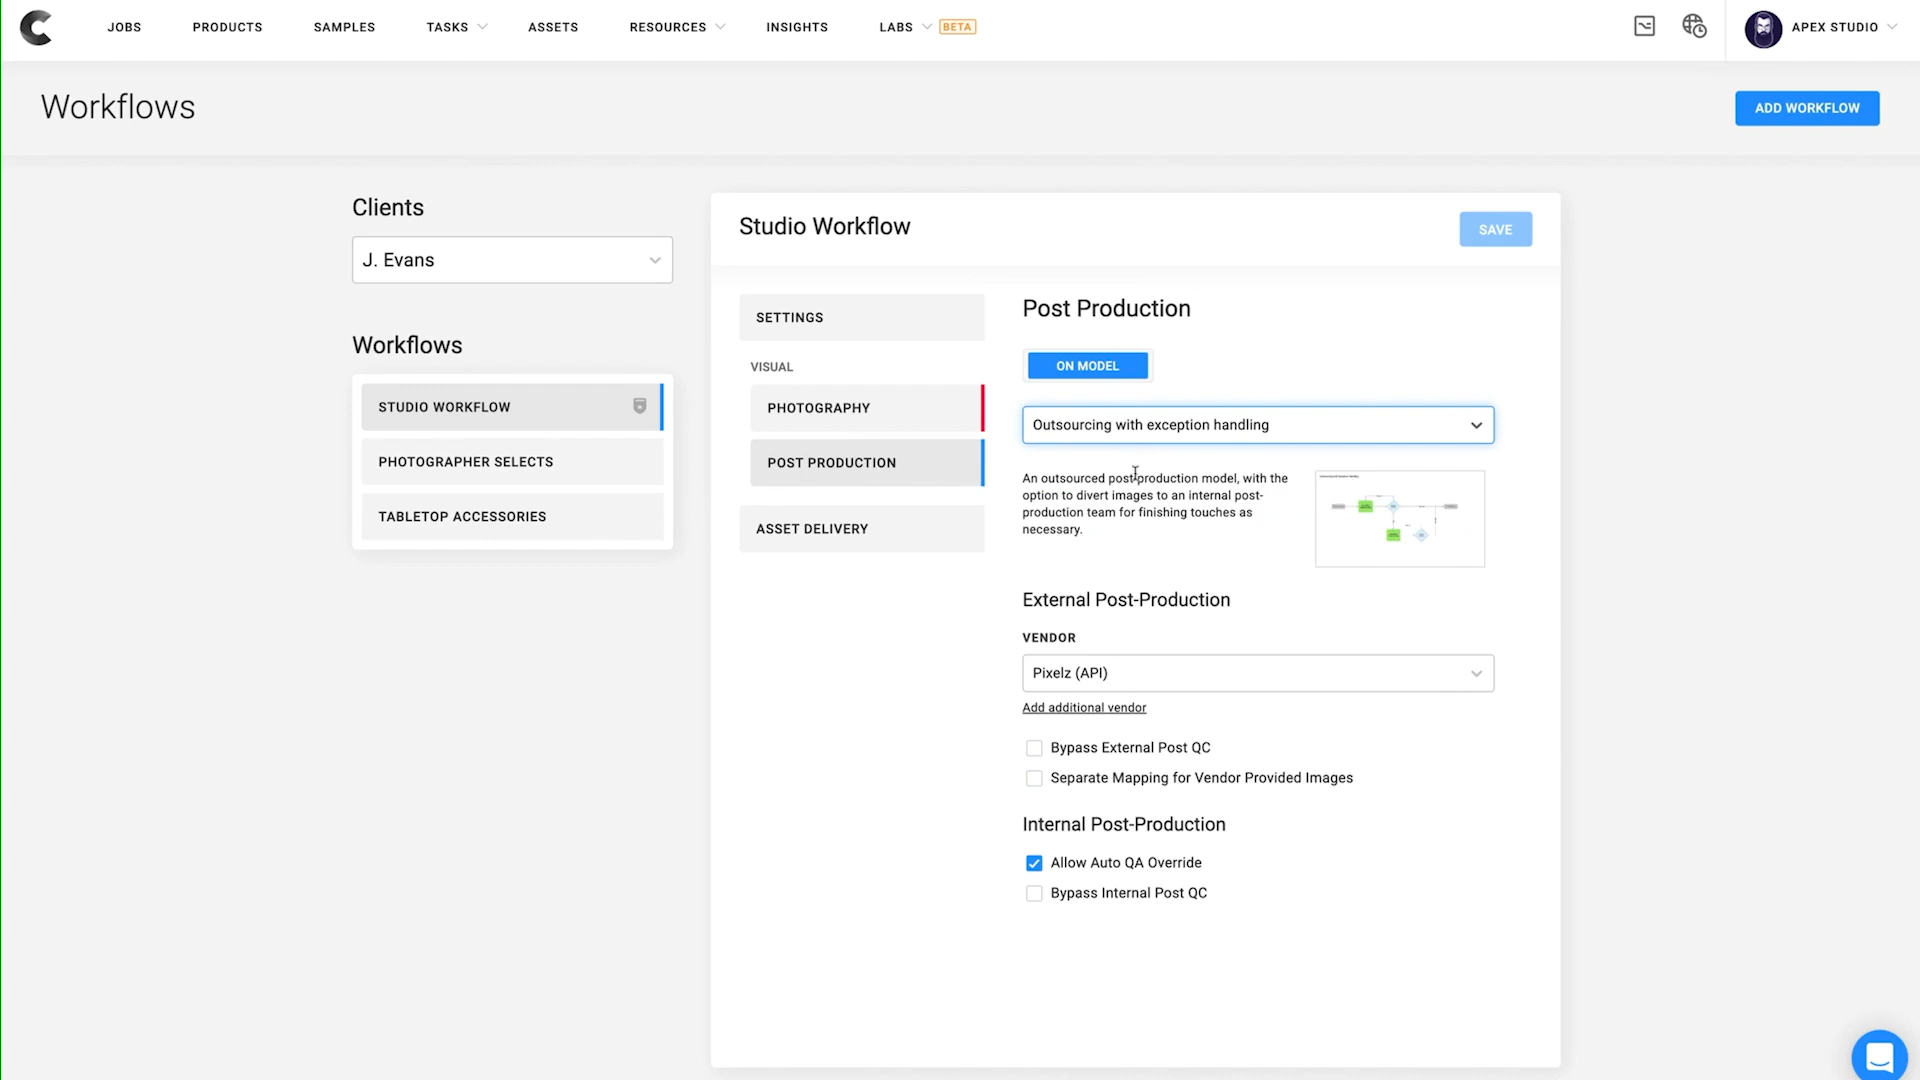 JOBS
PRODUCTS
SAMPLES
TASKS
ASSETS
RESOURCES
INSIGHTS
LABS
BETA
APEX STUDIO
Workflows
ADD WORKFLOW
Clients
J. Evans
Workflows
STUDIO WORKFLOW
PHOTOGRAPHER SELECTS
TABLETOP ACCESSORIES
Studio Workflow
SAVE
SETTINGS
VISUAL
PHOTOGRAPHY
POST PRODUCTION
ASSET DELIVERY
Post Production
ON MODEL
Outsourcing with exception handling
An outsourced post-production model, with the
option to divert images to an internal post-
production team for finishing touches as
necessary.
External Post-Production
VENDOR
Pixelz (API)
Add additional vendor
Bypass External Post QC
Separate Mapping for Vendor Provided Images
Internal Post-Production
Allow Auto QA Override
Bypass Internal Post QC